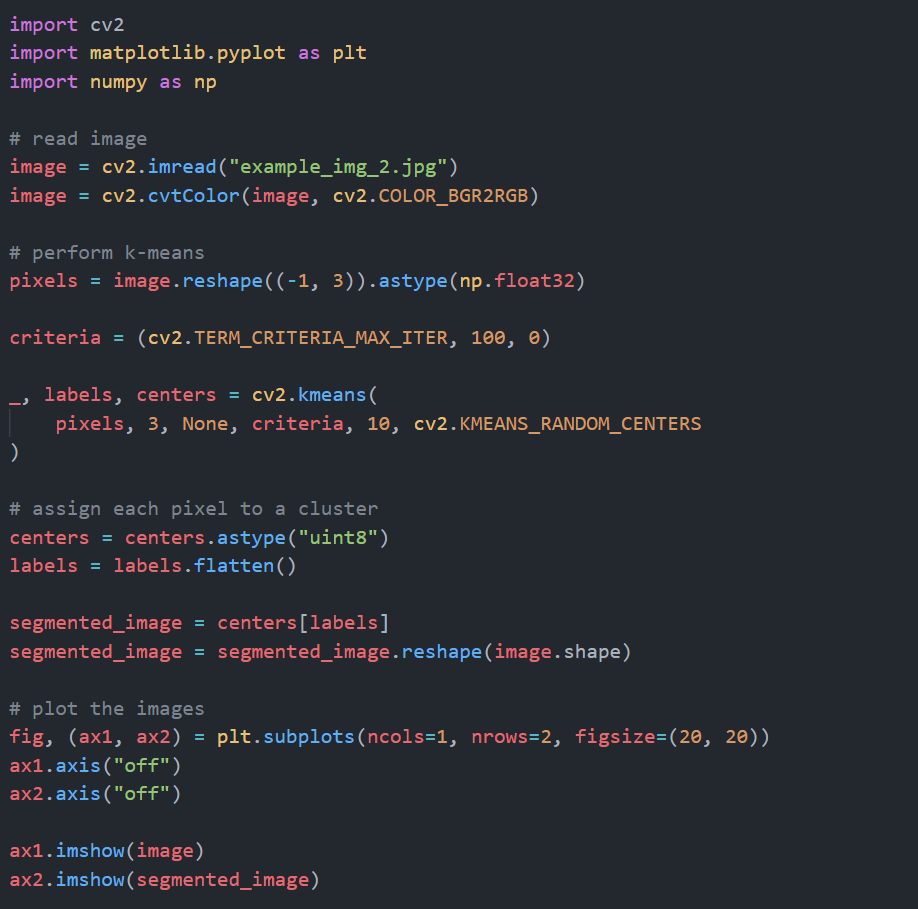 import cv2
import matplotlib.pyplot as plt
import numpy as np

# read image
image = cv2.imread("example_img_2.jpg")
image = cv2.cvtColor(image, cv2.COLOR_BGR2RGB)

# perform k-means
pixels = image.reshape((-1, 3)).astype(np.float32)

criteria = (cv2.TERM_CRITERIA_MAX_ITER, 100, 0)

_, labels, centers = cv2.kmeans(
    pixels, 3, None, criteria, 10, cv2.KMEANS_RANDOM_CENTERS
)

# assign each pixel to a cluster
centers = centers.astype("uint8")
labels = labels.flatten()

segmented_image = centers[labels]
segmented_image = segmented_image.reshape(image.shape)

# plot the images
fig, (ax1, ax2) = plt.subplots(ncols=1, nrows=2, figsize=(20, 20))
ax1.axis("off")
ax2.axis("off")

ax1.imshow(image)
ax2.imshow(segmented_image)